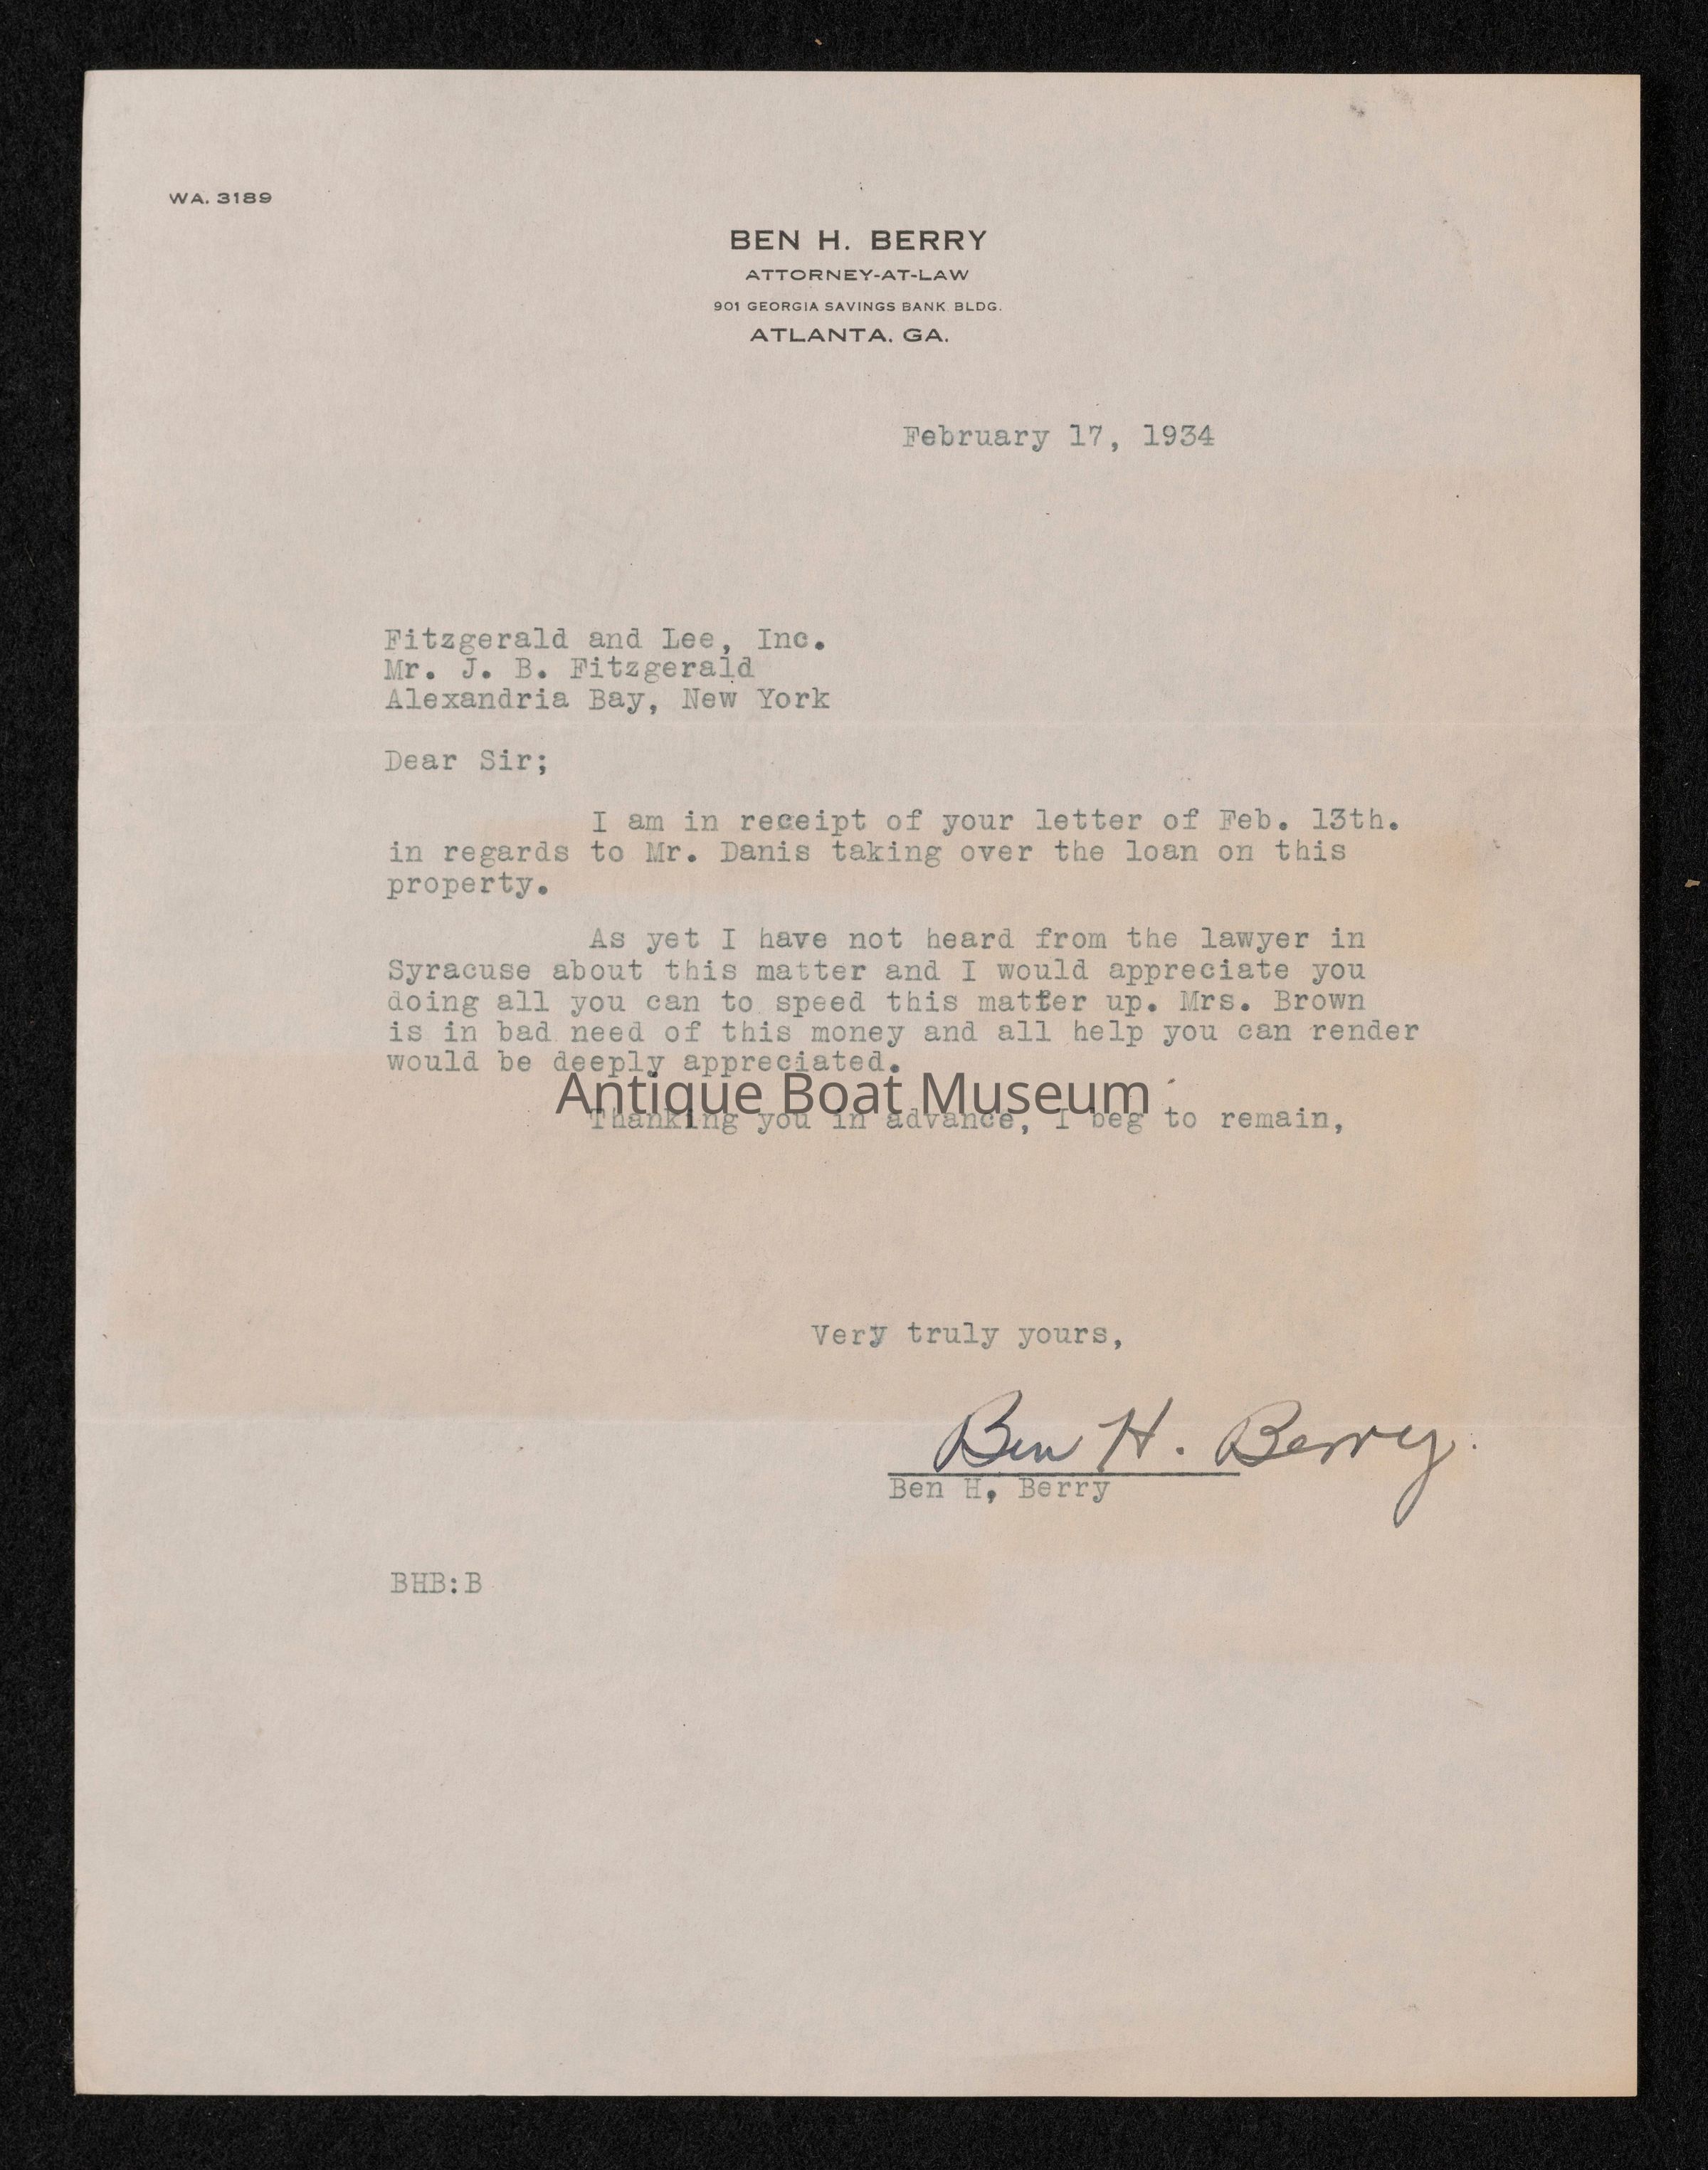 WA. 3189
BEN H. BERRY
ATTORNEY-AT-LAW
901 GEORGIA SAVINGS BANK BLDG.
ATLANTA. GA.
February 17, 1934
Fitzgerald and Lee, Inc.
Mr. J. B. Fitzgerald
Alexandria Bay, New York
Dear Sir;
I am in receipt of your letter of Feb. 13th.
in regards to Mr. Danis taking over the loan on this
property.
As yet I have not heard from the lawyer in
Syracuse about this matter and I would appreciate you
doing all you can to speed this matter up. Mrs. Brown
is in bad need of this money and all help you can render
would be deeply appreciated.
Antique Boat Museum
Thanking you in advance, I beg to remain,
Very truly yours,
Ben H. Berry.
Ben H, Berry
BHB:B